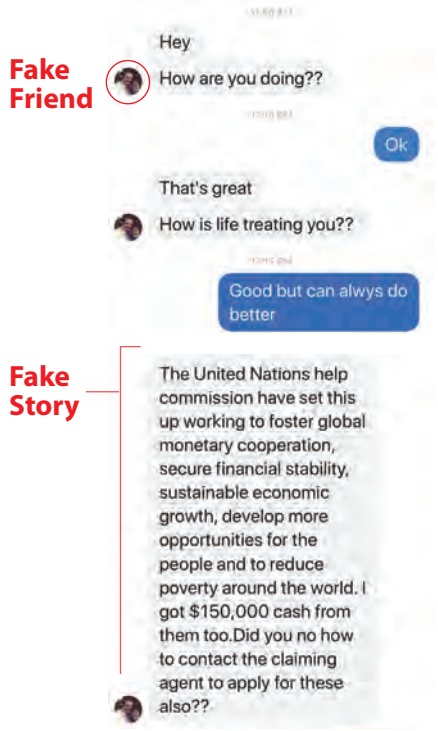 Hey
Fake
Friend
How are you doing??
Ok
That's great
How is life treating you??
Good but can alwys do
better
Fake
Story
The United Nations help
commission have set this
up working to foster global
monetary cooperation,
secure financial stability,
sustainable economic
growth, develop more
opportunities for the
people and to reduce
poverty around the world. I
got $150,000 cash from
them too.Did you no how
to contact the claiming
agent to apply for these
also??